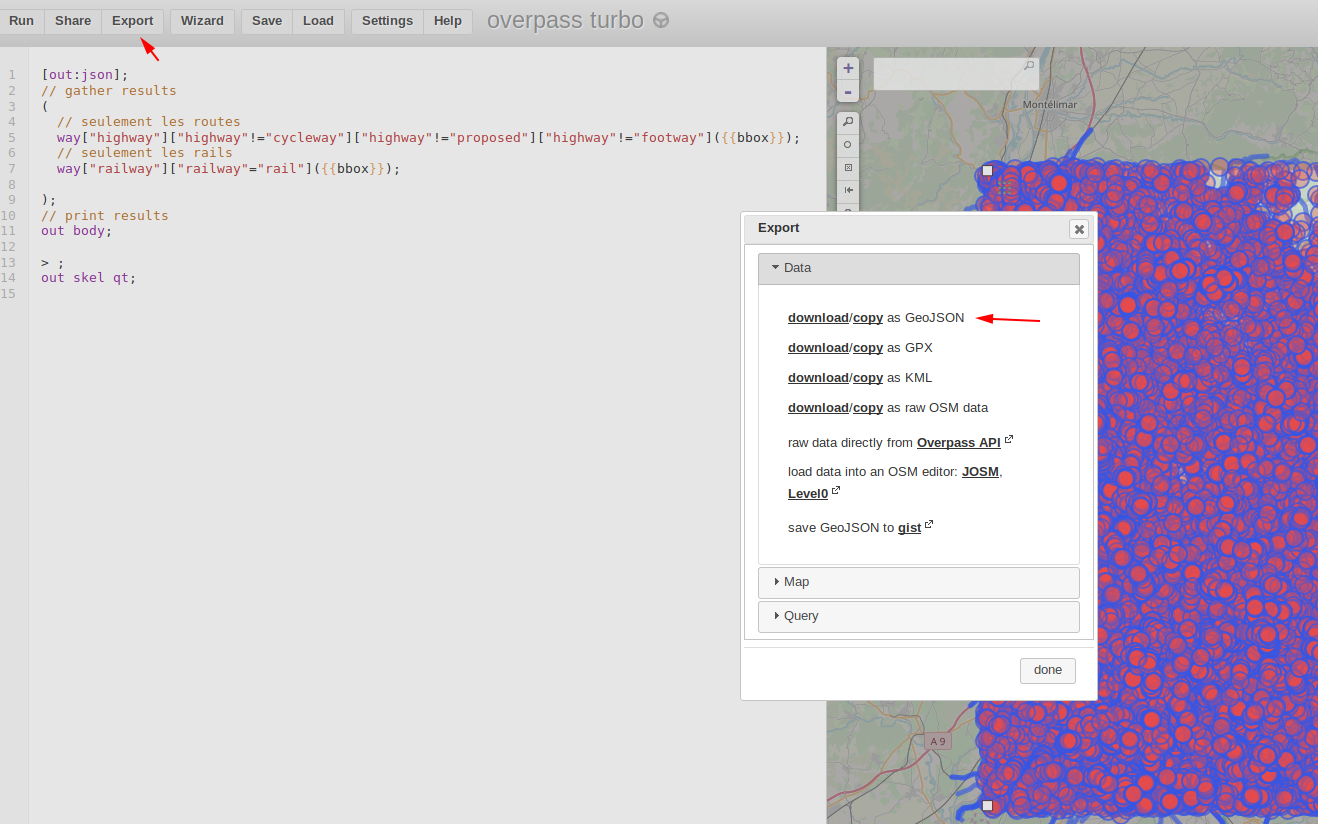 Run Share Export Wizard Save Load Settings Help overpass turbo
1 [out:json];
2 // gather results
3 (
4 // seulement les routes
5 way["highway"]["highway"!="cycleway"]["highway"!="proposed"]["highway"!="footway"]({{bbox}});
6 // seulement les rails
7 way["railway"]["railway"="rail"]({{bbox}});
8
9 );
10 // print results
11 out body;
12
13 > ;
14 out skel qt;
15
+
-
Montélimar
Export
Data
download/copy as GeoJSON
download/copy as GPX
download/copy as KML
download/copy as raw OSM data
raw data directly from Overpass API
load data into an OSM editor: JOSM,
Level0
save GeoJSON to gist
Map
Query
done
A 9